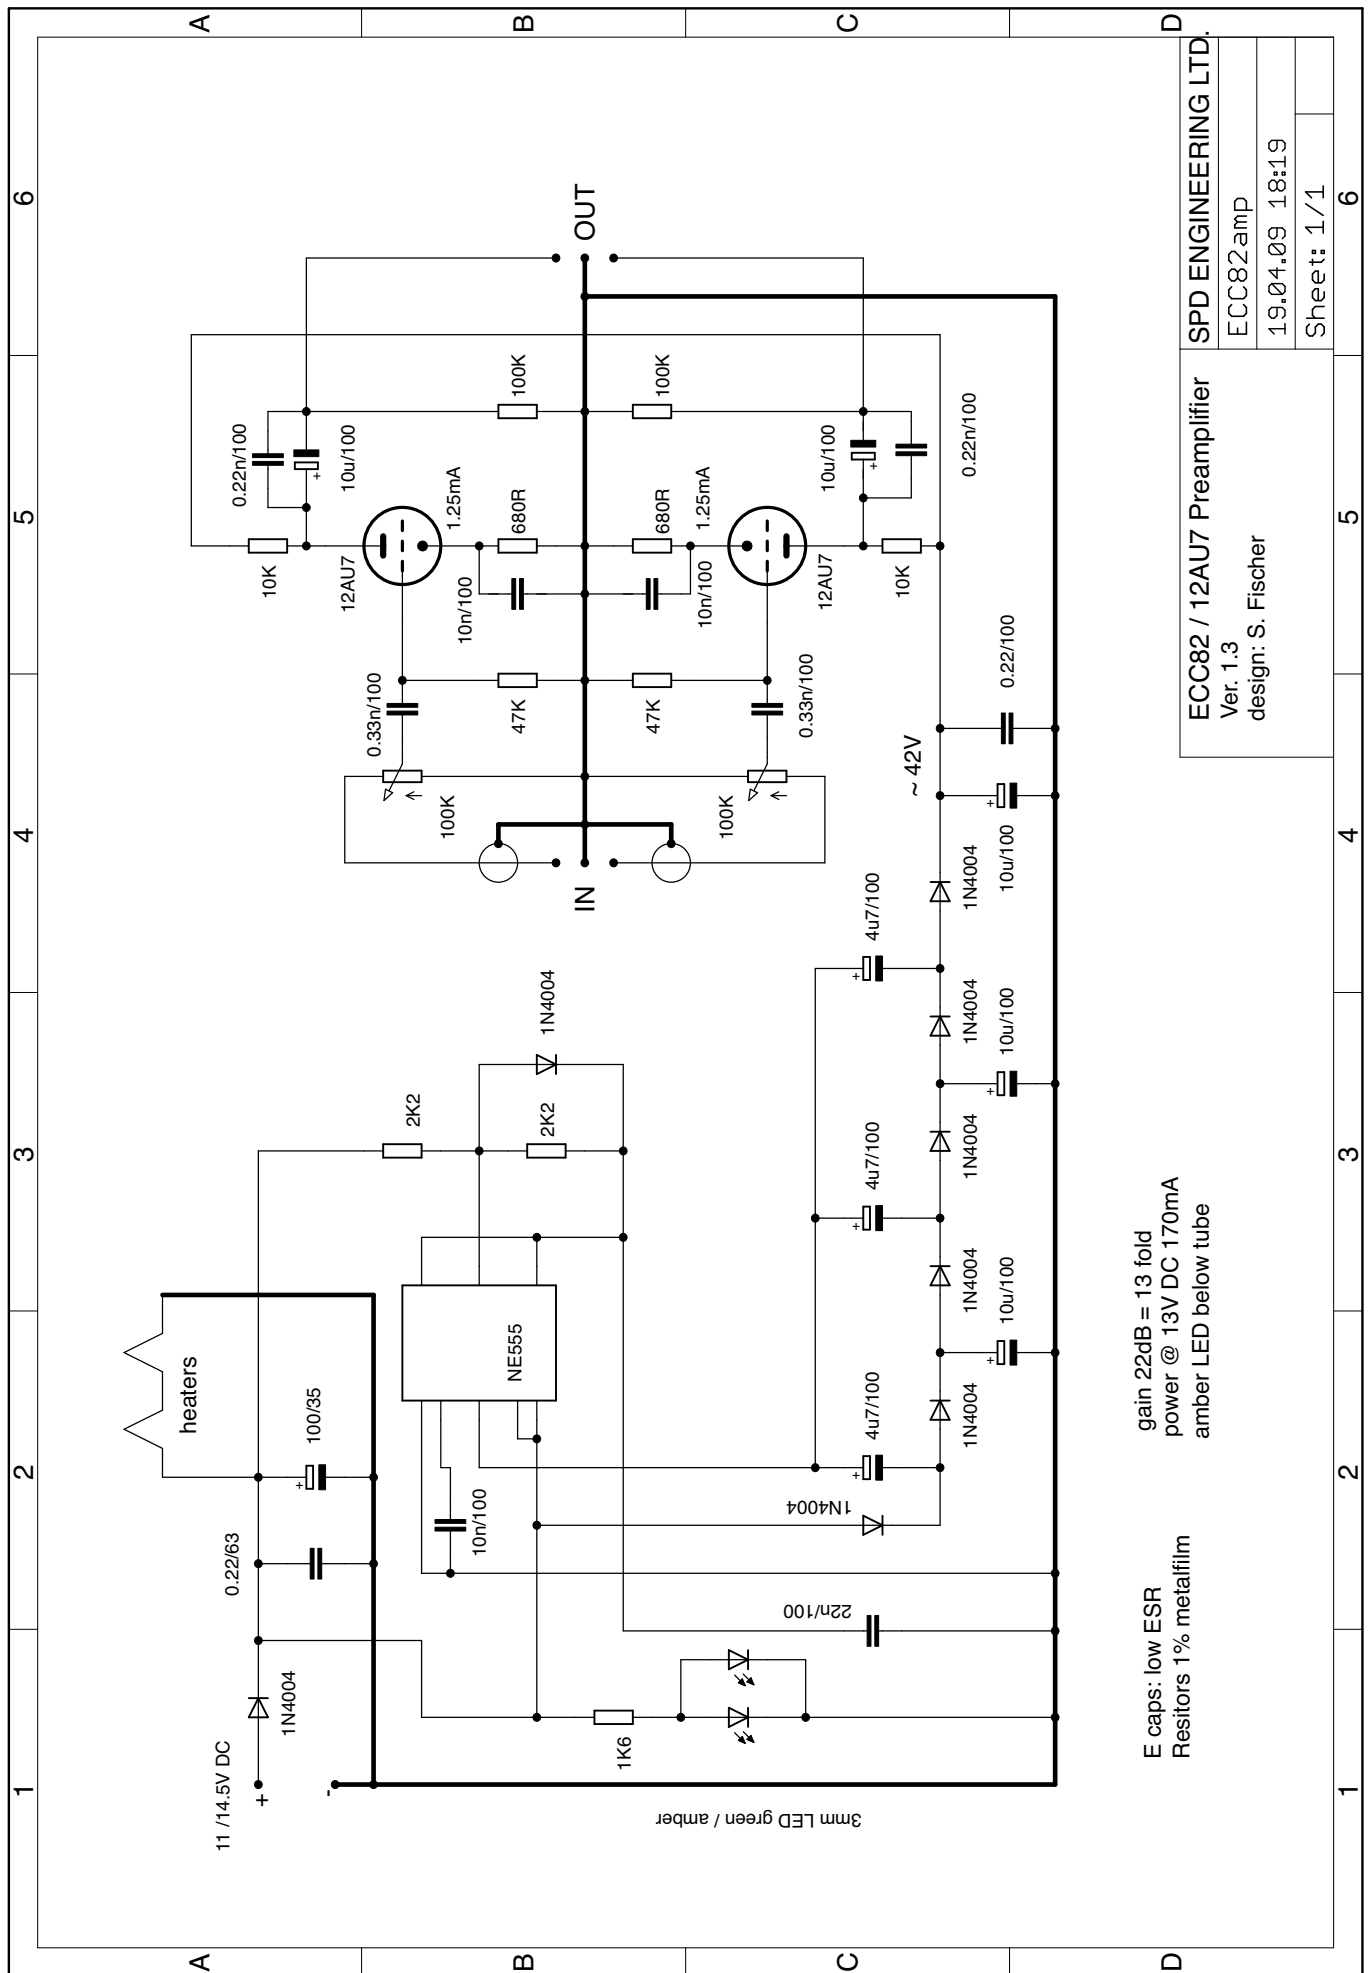 1
2
3
4
5
6
A
B
C
D
11 /14.5V DC
+
-
1N4004
0.22/63
+
100/35
heaters
2K2
2K2
1N4004
NE555
10n/100
1K6
3mm LED green / amber
22n/100
1N4004
+
4u7/100
+
4u7/100
+
4u7/100
1N4004
1N4004
1N4004
1N4004
1N4004
+
10u/100
+
10u/100
+
10u/100
~ 42V
0.22/100
IN
100K
100K
0.33n/100
0.33n/100
47K
47K
10n/100
10n/100
12AU7
12AU7
1.25mA
1.25mA
680R
680R
10K
10K
0.22n/100
+
10u/100
10u/100
+
0.22n/100
100K
100K
OUT
E caps: low ESR
Resitors 1% metalfilm
gain 22dB = 13 fold
power @ 13V DC 170mA
amber LED below tube
ECC82 / 12AU7 Preamplifier
Ver. 1.3
design: S. Fischer
SPD ENGINEERING LTD.
ECC82amp
19.04.09 18:19
Sheet: 1/1
A
B
C
D
1
2
3
4
5
6